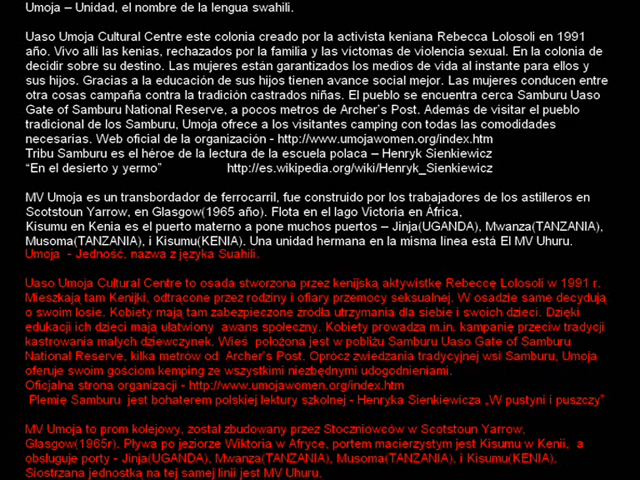 Umoja – Unidad, el nombre de la lengua swahili.
Uaso Umoja Cultural Centre este colonia creado por la activista keniana Rebecca Lolosoli en 1991
año. Vivo alli las kenias, rechazados por la familia y las víctomas de violencia sexual. En la colonia de
decidir sobre su destino. Las mujeres están garantizados los medios de vida al instante para ellos y
sus hijos. Gracias a la educación de sus hijos tienen avance social mejor. Las mujeres conducen entre
otra cosas campaña contra la tradición castrados niñas. El pueblo se encuentra cerca Samburu Uaso
Gate of Samburu National Reserve, a pocos metros de Archer's Post. Además de visitar el pueblo
tradicional de los Samburu, Umoja ofrece a los visitantes camping con todas las comodidades
necesarias. Web oficial de la organización - http://www.umojawomen.org/index.htm
Tribu Samburu es el héroe de la lectura de la escuela polaca – Henryk Sienkiewicz
“En el desierto y yermo” http://es.wikipedia.org/wiki/Henryk_Sienkiewicz
MV Umoja es un transbordador de ferrocarril, fue construido por los trabajadores de los astilleros en
Scotstoun Yarrow, en Glasgow(1965 año). Flota en el lago Victoria en África,
Kisumu en Kenia es el puerto materno a pone muchos puertos – Jinja(UGANDA), Mwanza(TANZANIA),
Musoma(TANZANIA), i Kisumu(KENIA). Una unidad hermana en la misma línea está El MV Uhuru.
Umoja - Jedność, nazwa z języka Suahili.
Uaso Umoja Cultural Centre to osada stworzona przez kenijską aktywistkę Rebeccę Lolosoli w 1991 r.
Mieszkają tam Kenijki, odtrącone przez rodziny i ofiary przemocy seksualnej. W osadzie same decydują
o swoim losie. Kobiety mają tam zabezpieczone źródła utrzymania dla siebie i swoich dzieci. Dzięki
edukacji ich dzieci maja ułatwiony awans społeczny. Kobiety prowadza m.in. kampanię przeciw tradycji
kastrowania małych dziewczynek. Wieś położona jest w pobliżu Samburu Uaso Gate of Samburu
National Reserve, kilka metrów od Archer's Post. Oprócz zwiedzania tradycyjnej wsi Samburu, Umoja
oferuje swoim gościom kemping ze wszystkimi niezbędnymi udogodnieniami.
Oficjalna strona organizacji - http://www.umojawomen.org/index.htm
Plemię Samburu jest bohaterem polskiej lektury szkolnej - Henryka Sienkiewicza „W pustyni i puszczy”
MV Umoja to prom kolejowy, został zbudowany przez Stoczniowców w Scotstoun Yarrow,
Glasgow(1965r). Pływa po jeziorze Wiktoria w Afryce, portem macierzystym jest Kisumu w Kenii, a
obsługuje porty - Jinja(UGANDA), Mwanza(TANZANIA), Musoma(TANZANIA), i Kisumu(KENIA).
Siostrzana jednostka na tej samej linii jest MV Uhuru.